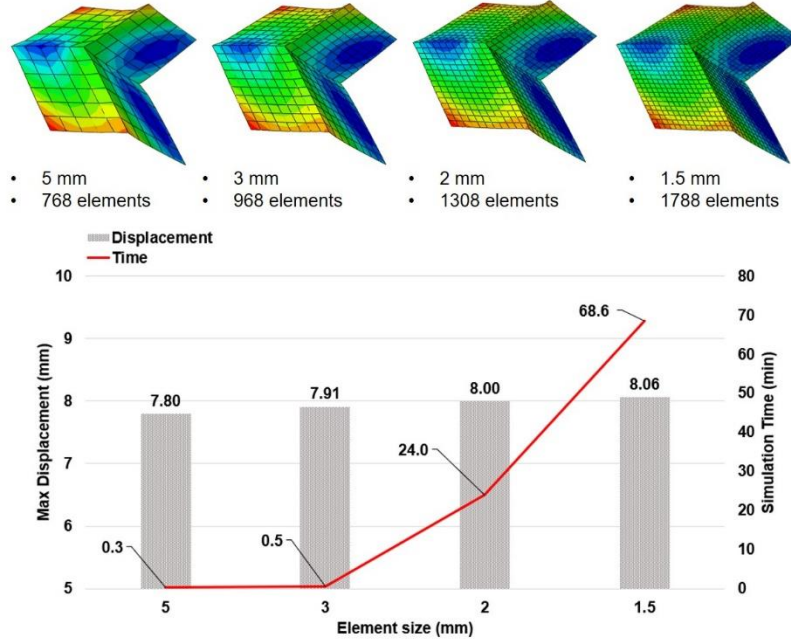 • 5 mm
• 768 elements
• 3 mm
• 968 elements
• 2 mm
• 1308 elements
• 1.5 mm
• 1788 elements
Displacement
Time
10
9
8
7
6
5
Max Displacement (mm)
7.80
7.91
8.00
8.06
0.3
0.5
24.0
68.6
80
70
60
50
40
30
20
10
0
Simulation Time (min)
5
3
2
1.5
Element size (mm)